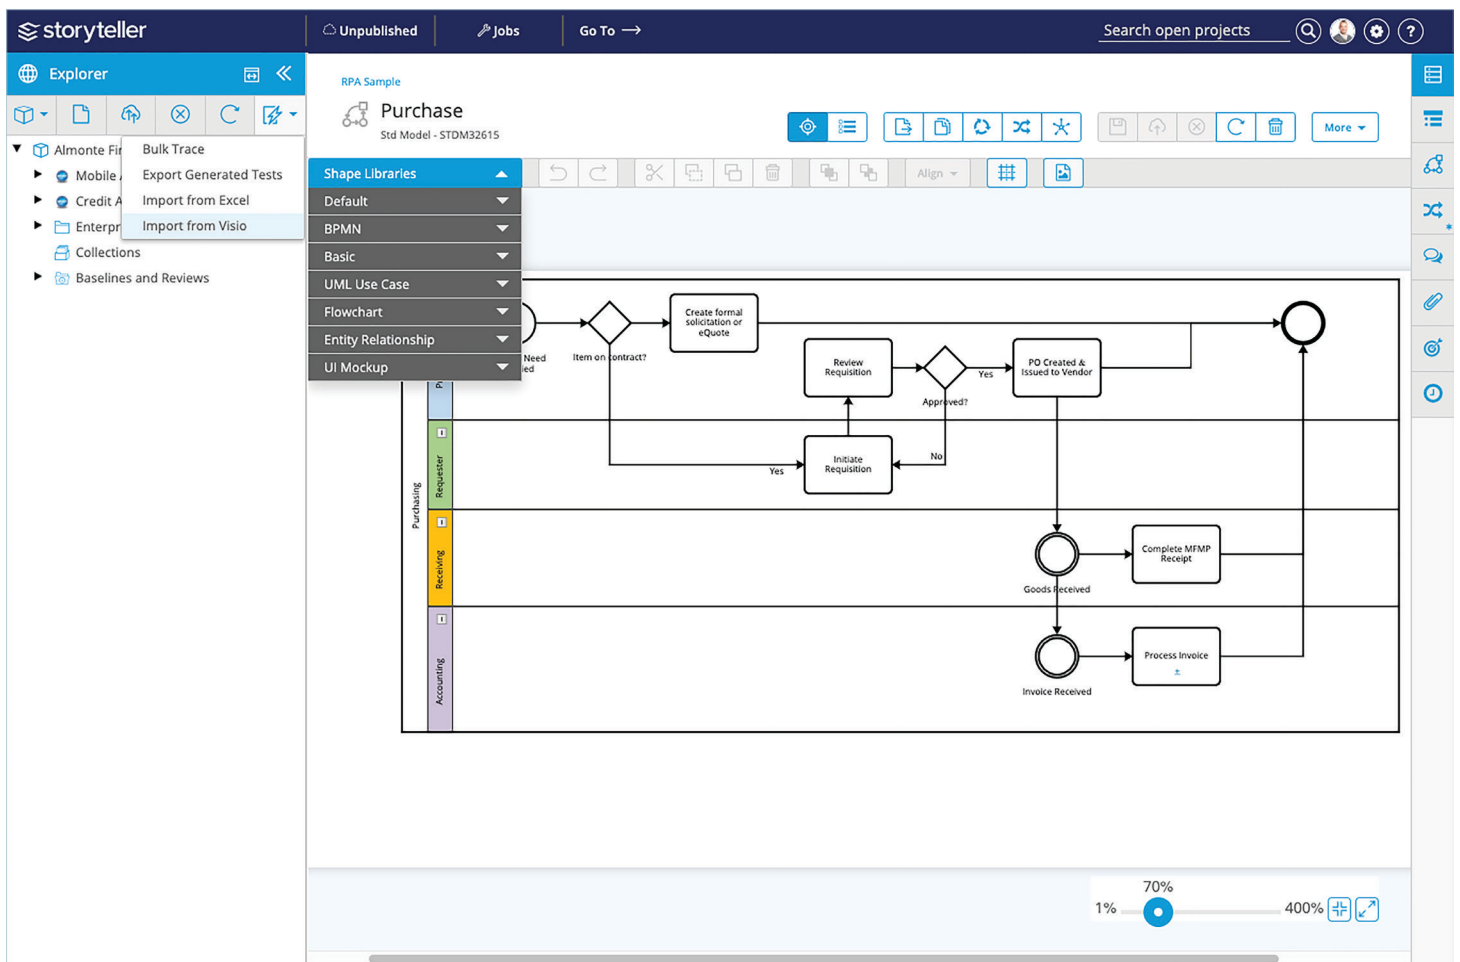 storyteller
Unpublished
Jobs
Go To
Search open projects
?
Explorer
Bulk Trace
Export Generated Tests
Import from Excel
Import from Visio
Almonte Fir
Mobile
Credit A
Enterpr
Collections
Baselines and Reviews
RPA Sample
Purchase
Std Model - STDM32615
More
Align
Shape Libraries
Default
BPMN
Basic
UML Use Case
Flowchart
Entity Relationship
UI Mockup
Need
Item on contract?
Create formal
solicitation or
eQuote
Review
Requisition
Approved?
Yes
PO Created &
Issued to Vendor
Initiate
Requisition
Yes
No
Purchasing
Requester
Receiving
Accounting
Goods Received
Complete MFMP
Receipt
Invoice Received
Process Invoice
70%
1%
400%